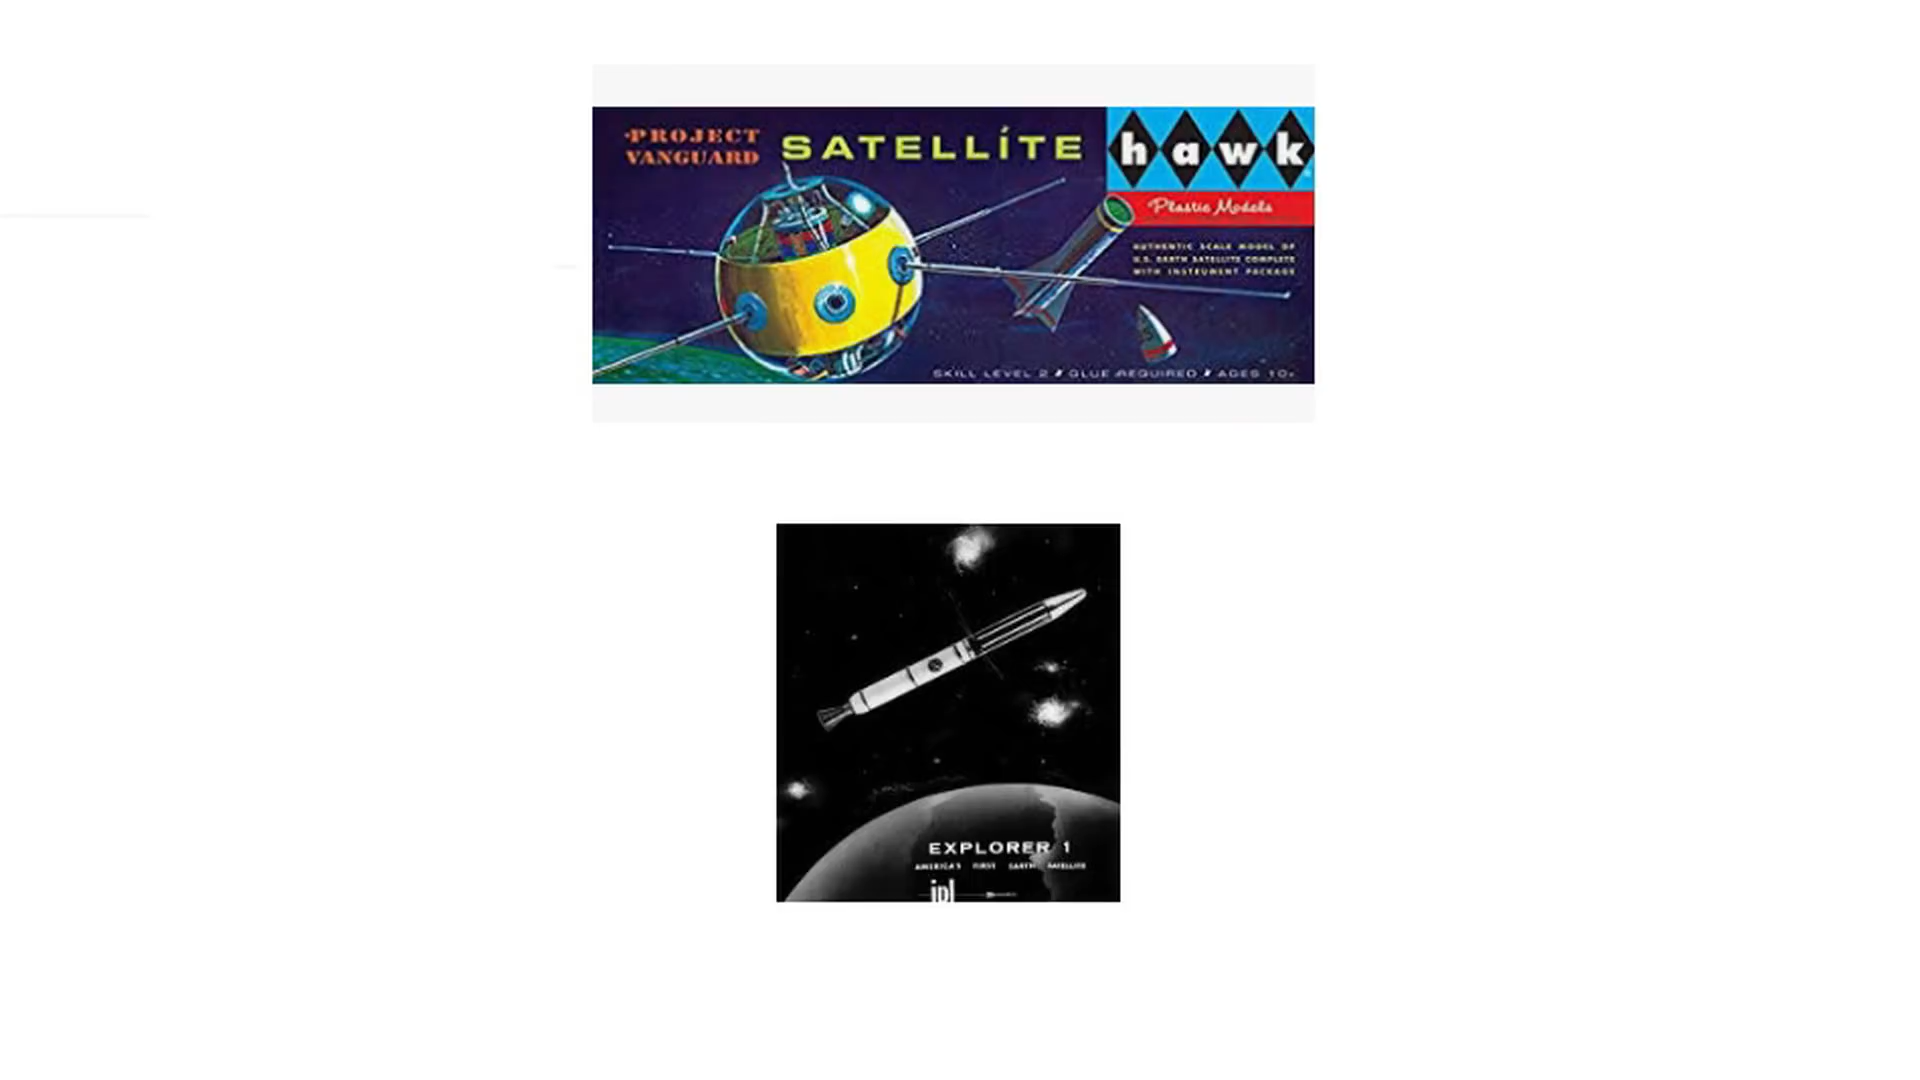 PROJECT
VANGUARD
SATELLÍTE
hawk
Plastic Models
AUTHENTIC SCALE MODEL OF
U.S. EARTH SATELLITE COMPLETE
WITH INSTRUMENT PACKAGE
SKILL LEVEL 2 GLUE REQUIRED AGES 10+
EXPLORER 1
AMERICA'S FIRST EARTH SATELLITE
jpl